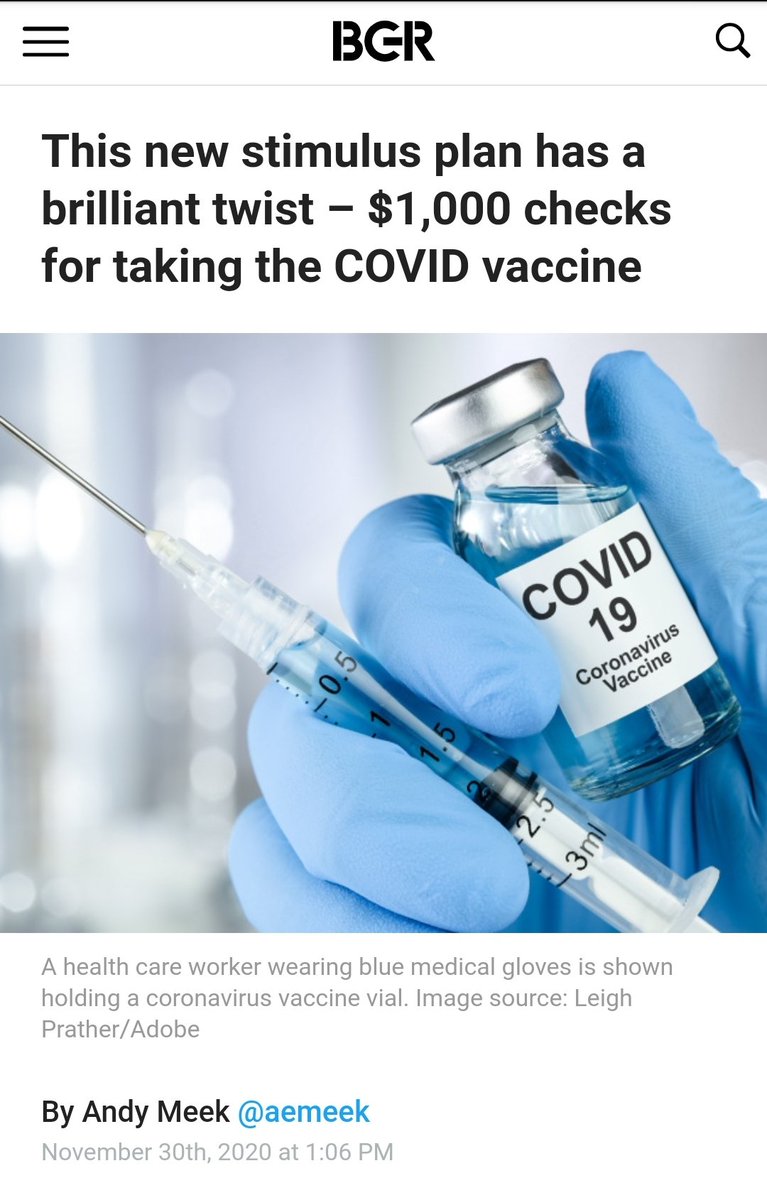 BGR
This new stimulus plan has a
brilliant twist – $1,000 checks
for taking the COVID vaccine
COVID
19
Coronavirus
Vaccine
0.5
1
1.5
2
2.5
3ml
A health care worker wearing blue medical gloves is shown
holding a coronavirus vaccine vial. Image source: Leigh
Prather/Adobe
By Andy Meek @aemeek
November 30th, 2020 at 1:06 PM